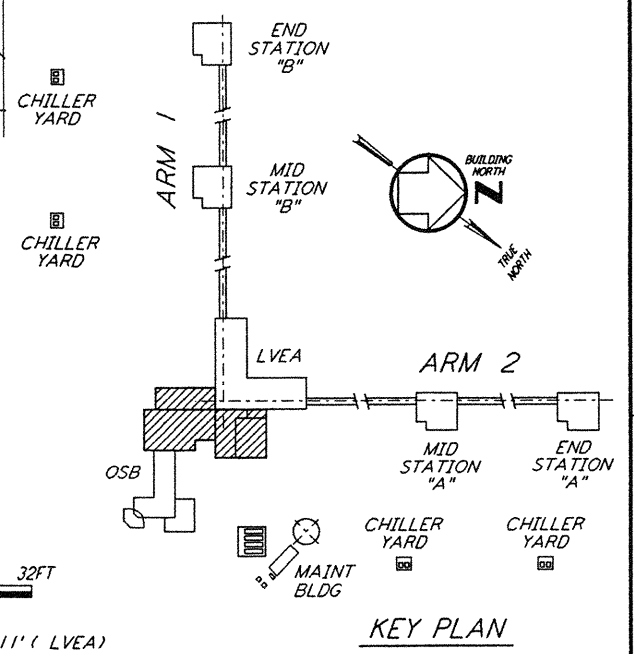 END
STATION
"B"
CHILLER
YARD
ARM 1
MID
STATION
"B"
BUILDING
NORTH
N
TRUE
NORTH
CHILLER
YARD
LVEA
ARM 2
MID
STATION
"A"
END
STATION
"A"
OSB
CHILLER
YARD
CHILLER
YARD
MAINT
BLDG
32FT
KEY PLAN
11' ( LVEA)